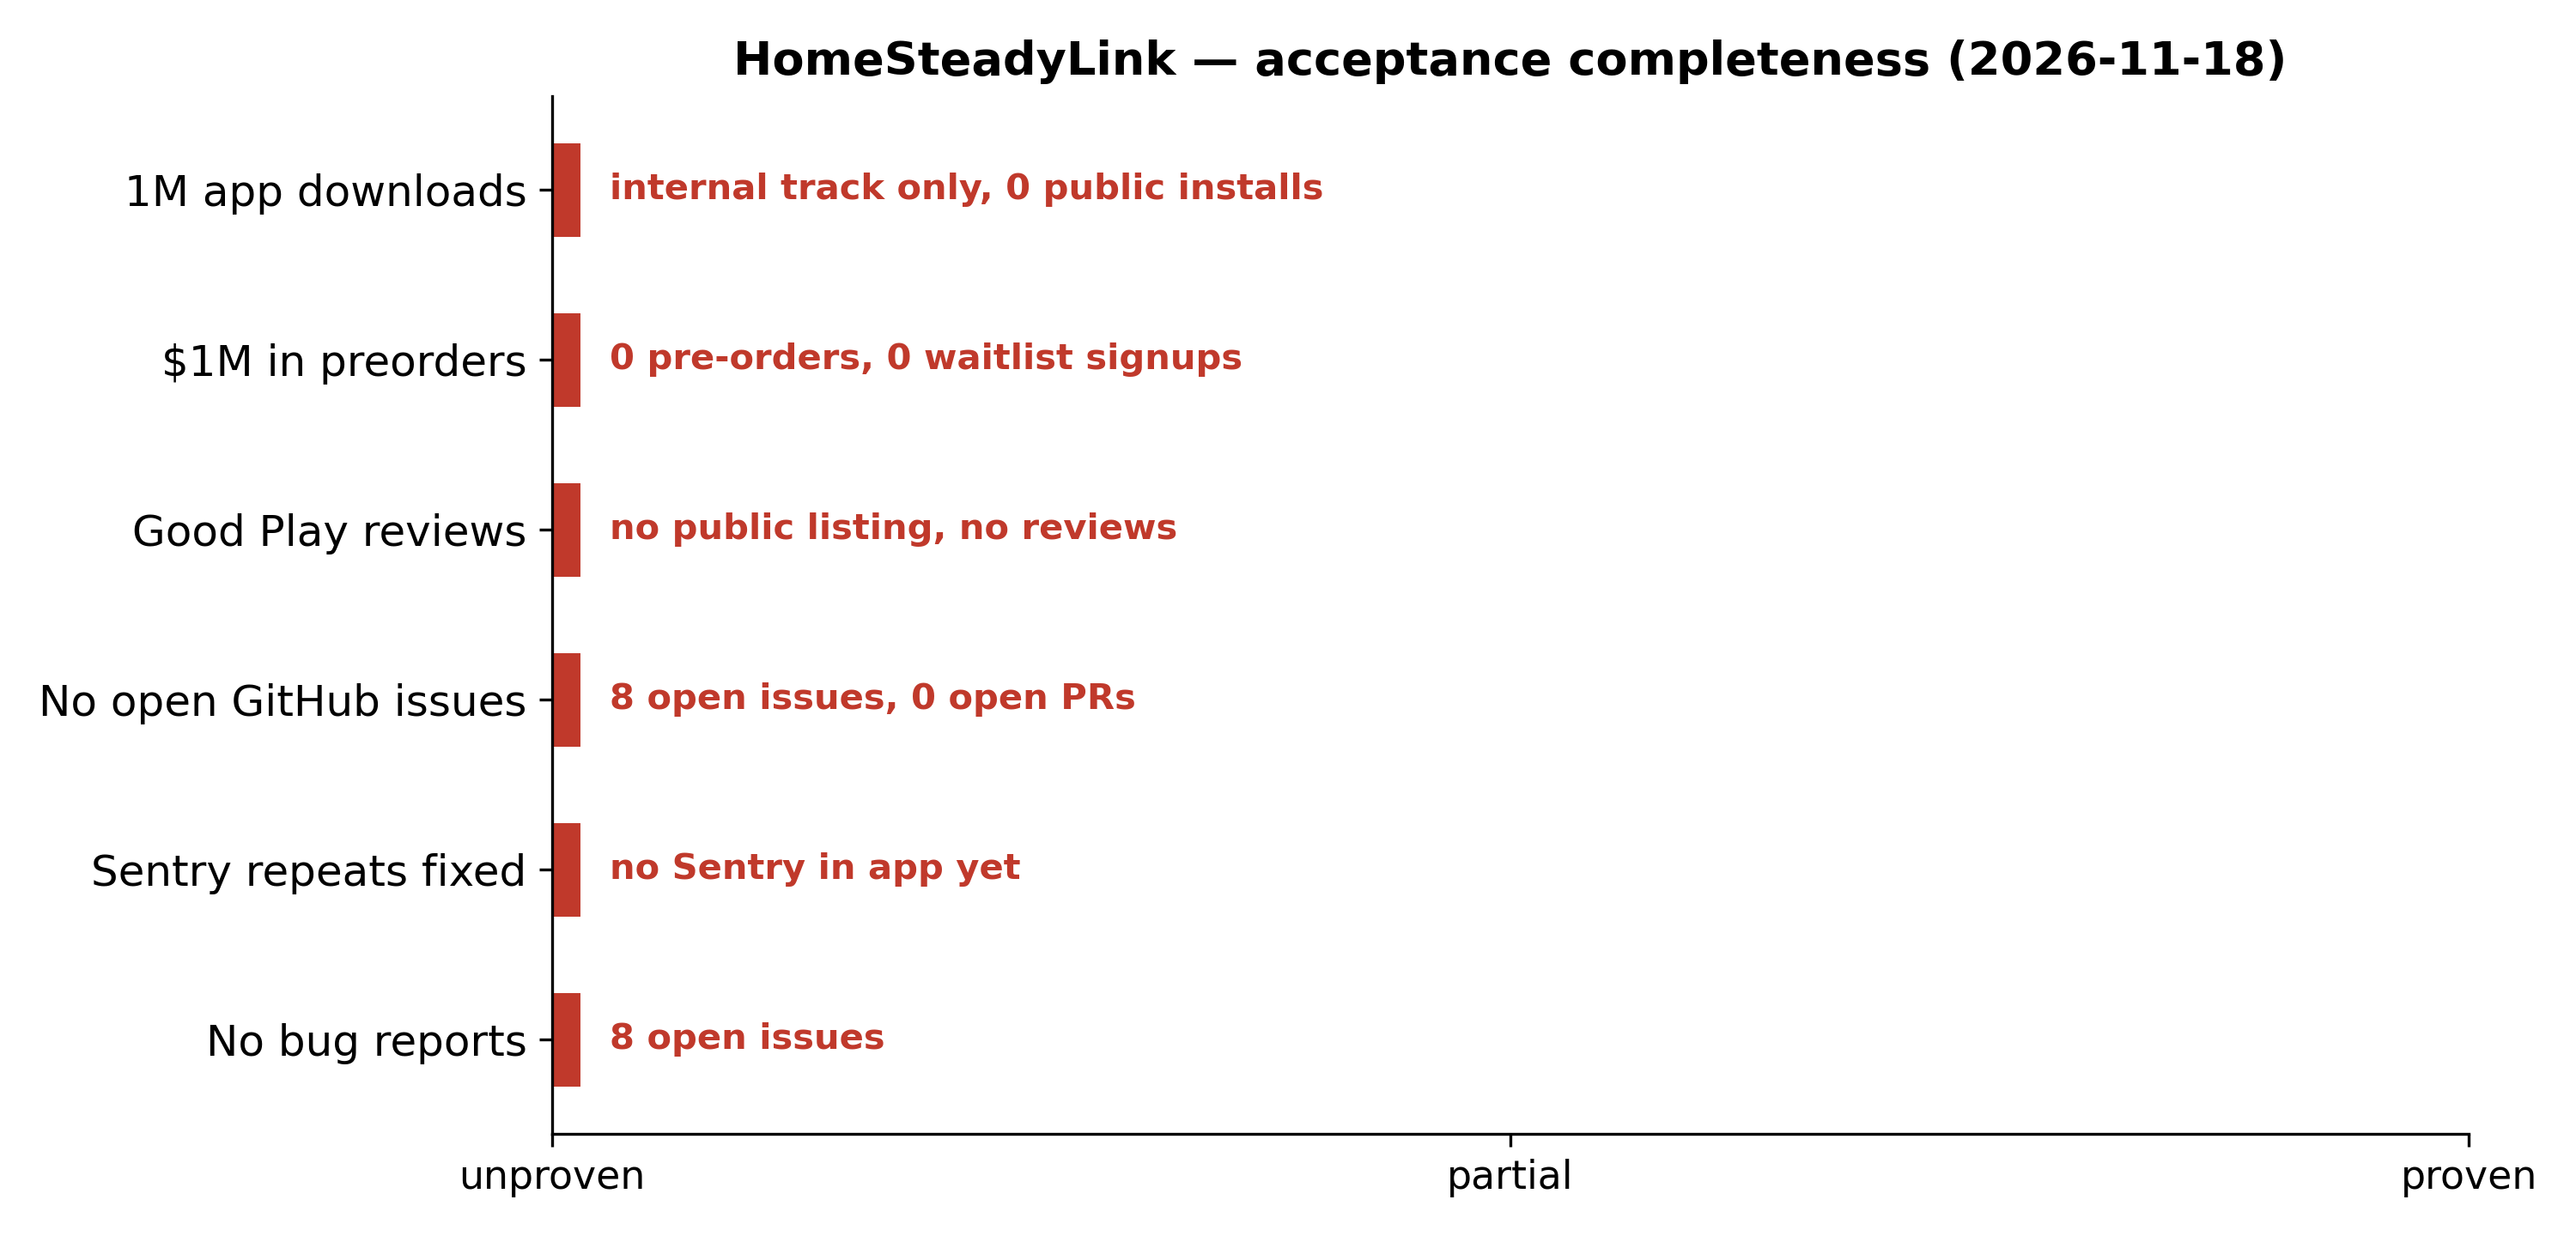 HomeSteadyLink — acceptance completeness (2026-11-18)
1M app downloads
internal track only, 0 public installs
$1M in preorders
0 pre-orders, 0 waitlist signups
Good Play reviews
no public listing, no reviews
No open GitHub issues
8 open issues, 0 open PRs
Sentry repeats fixed
no Sentry in app yet
No bug reports
8 open issues
unproven
partial
proven